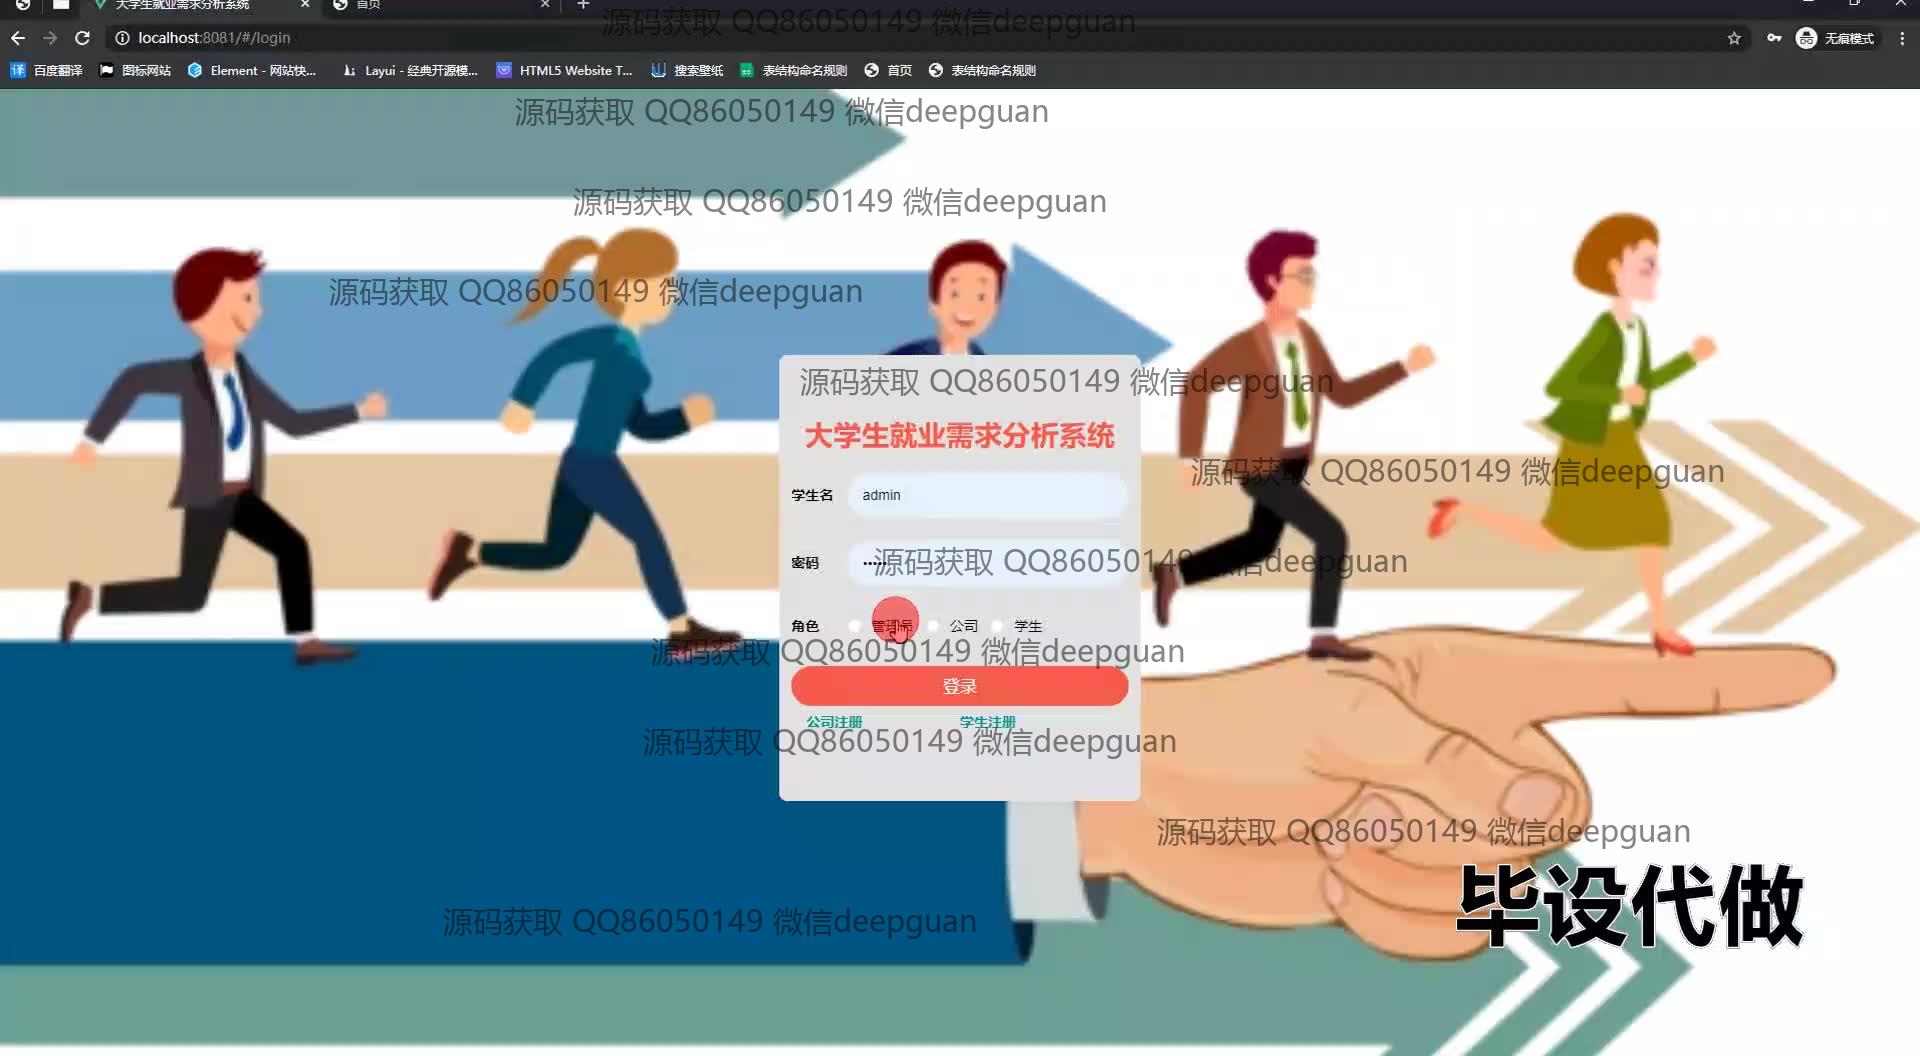 大学生就业需求分析系统
首页
源码获取 QQ86050149 微信deepguan
localhost:8081/#/login
无痕模式
百度翻译
图标网站
Element - 网站快...
Layui - 经典开源模...
HTML5 Website T...
搜索壁纸
表结构命名规则
首页
表结构命名规则
源码获取 QQ86050149 微信deepguan
源码获取 QQ86050149 微信deepguan
源码获取 QQ86050149 微信deepguan
源码获取 QQ86050149 微信deepguan
大学生就业需求分析系统
源码获取 QQ86050149 微信deepguan
学生名 admin
密码
源码获取 QQ86050149 微信deepguan
角色 管理员 公司 学生
源码获取 QQ86050149 微信deepguan
登录
公司注册 学生注册
源码获取 QQ86050149 微信deepguan
源码获取 QQ86050149 微信deepguan
毕设代做
源码获取 QQ86050149 微信deepguan